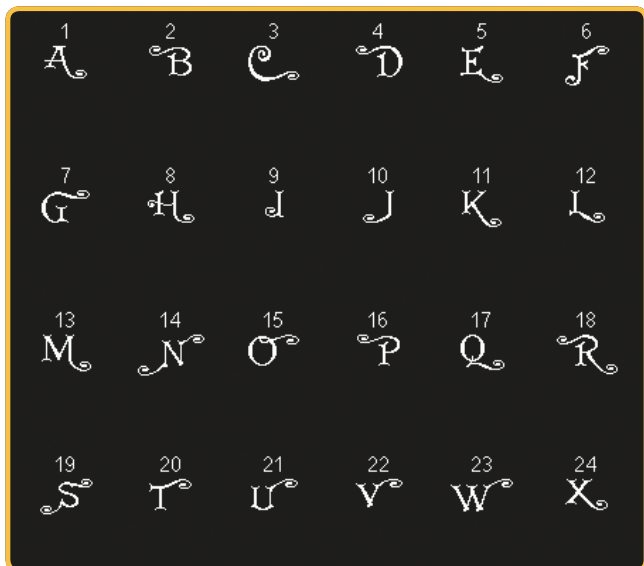 1 2 3 4 5 6
A B C D E F
7 8 9 10 11 12
G H I J K L
13 14 15 16 17 18
M N O P Q R
19 20 21 22 23 24
S T U V W X